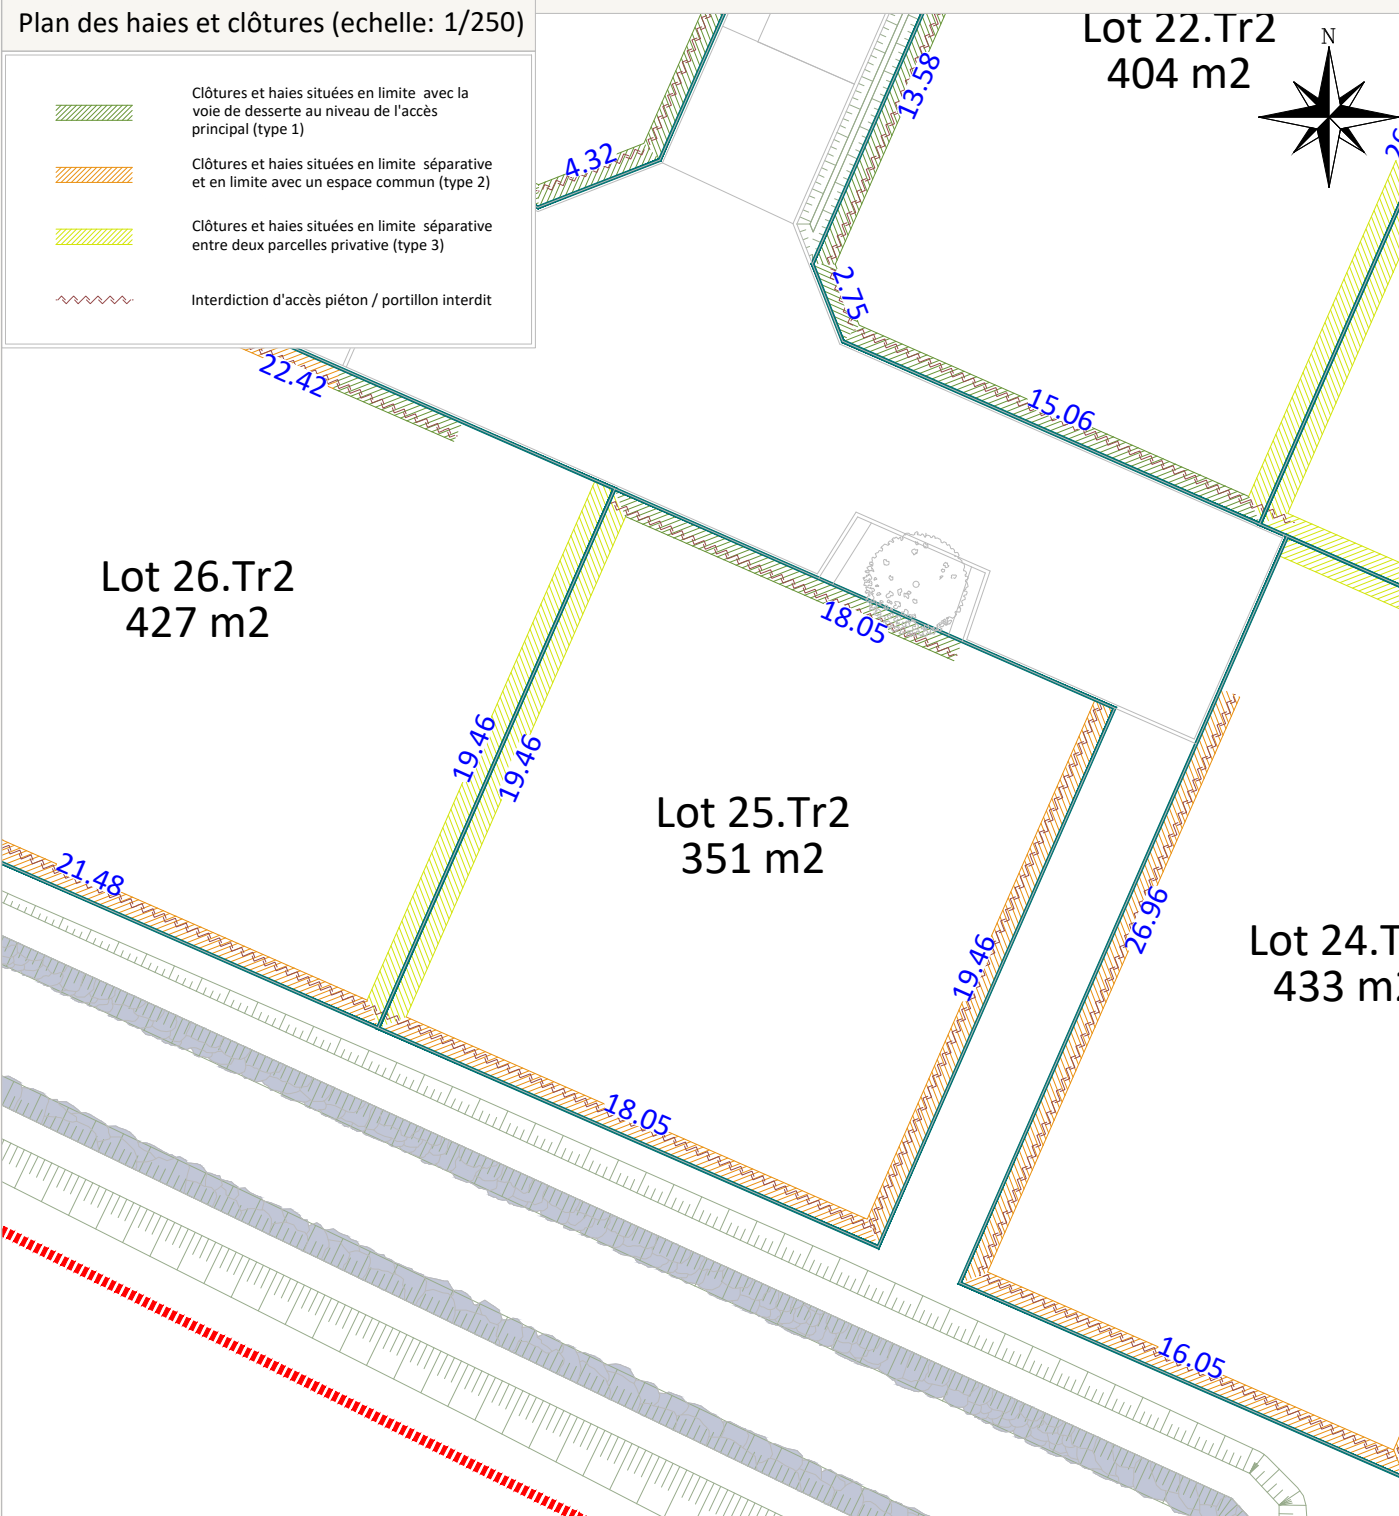 Plan des haies et clôtures (echelle: 1/250)
Clôtures et haies situées en limite avec la
voie de desserte au niveau de l'accès
principal (type 1)
Clôtures et haies situées en limite séparative
et en limite avec un espace commun (type 2)
Clôtures et haies situées en limite séparative
entre deux parcelles privative (type 3)
Interdiction d'accès piéton / portillon interdit
Lot 22.Tr2
404 m2
N
13.58
4.32
2.75
22.42
15.06
Lot 26.Tr2
427 m2
18.05
19.46
19.46
Lot 25.Tr2
351 m2
21.48
26.96
19.46
Lot 24.T
433 m
18.05
16.05